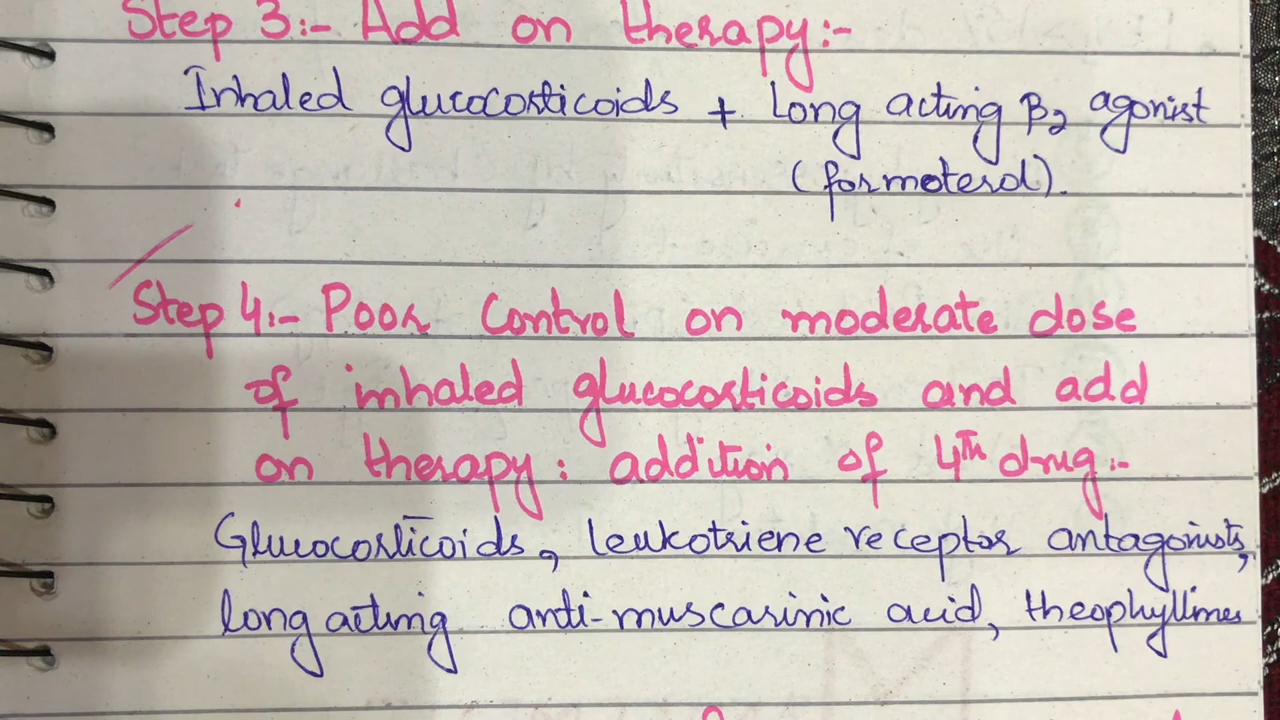 Step 3:- Add on therapy:-
Inhaled glucocorticoids + Long acting β2 agonist
(formoterol).
Step 4:- Poor Control on moderate dose
of inhaled glucocorticoids and add
on therapy: addition of 4th drug:-
Glucocorticoids, leukotriene receptor antagonists,
long acting anti-muscarinic acid, theophyllines